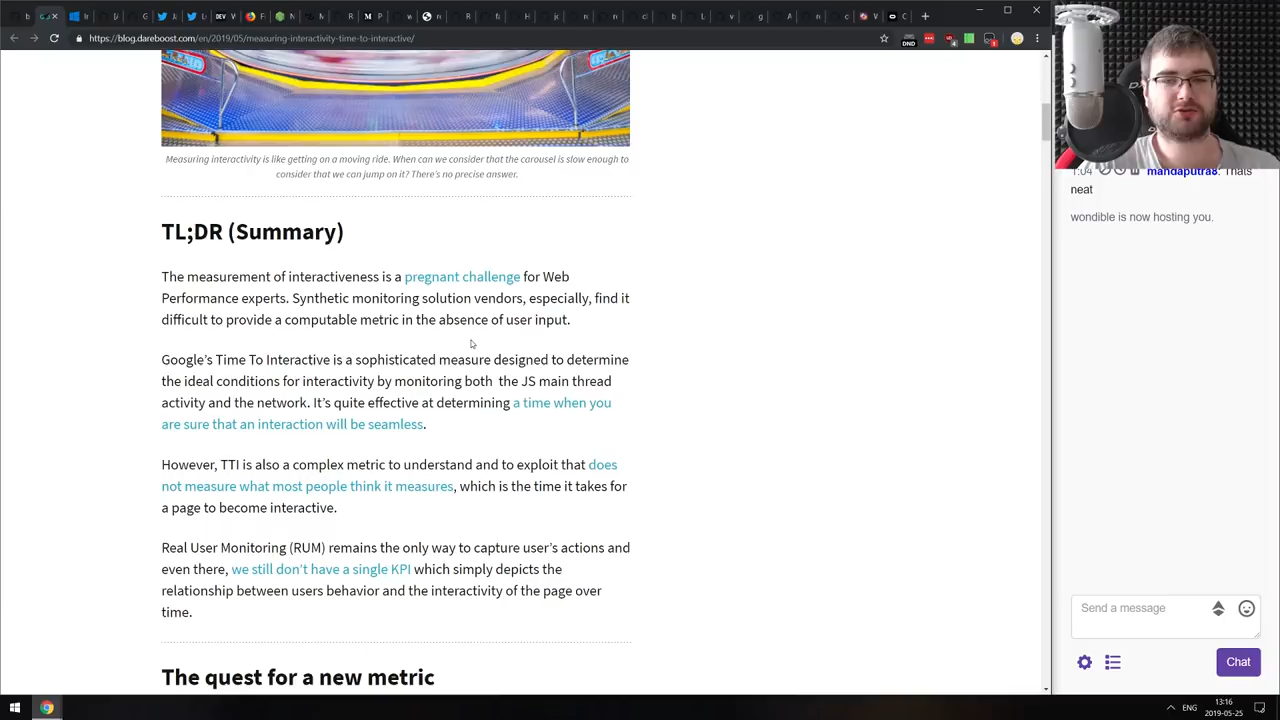 https://blog.dareboost.com/en/2019/05/measuring-interactivity-time-to-interactive/
DND
Measuring interactivity is like getting on a moving ride. When can we consider that the carousel is slow enough to
consider that we can jump on it? There's no precise answer.
TL;DR (Summary)
The measurement of interactiveness is a pregnant challenge for Web
Performance experts. Synthetic monitoring solution vendors, especially, find it
difficult to provide a computable metric in the absence of user input.
Google's Time To Interactive is a sophisticated measure designed to determine
the ideal conditions for interactivity by monitoring both the JS main thread
activity and the network. It's quite effective at determining a time when you
are sure that an interaction will be seamless.
However, TTI is also a complex metric to understand and to exploit that does
not measure what most people think it measures, which is the time it takes for
a page to become interactive.
Real User Monitoring (RUM) remains the only way to capture user's actions and
even there, we still don't have a single KPI which simply depicts the
relationship between users behavior and the interactivity of the page over
time.
The quest for a new metric
1:04 mandaputra8: Thats
neat
wondible is now hosting you.
Send a message
Chat
ENG
13:16
2019-05-25